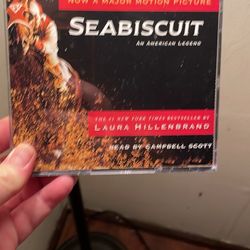 NOW A MAJOR MOTION PICTURE
SEABISCUIT
AN AMERICAN LEGEND
THE #1 NEW YORK TIMES BESTSELLER BY
LAURA HILLENBRAND
READ BY CAMPBELL SCOTT